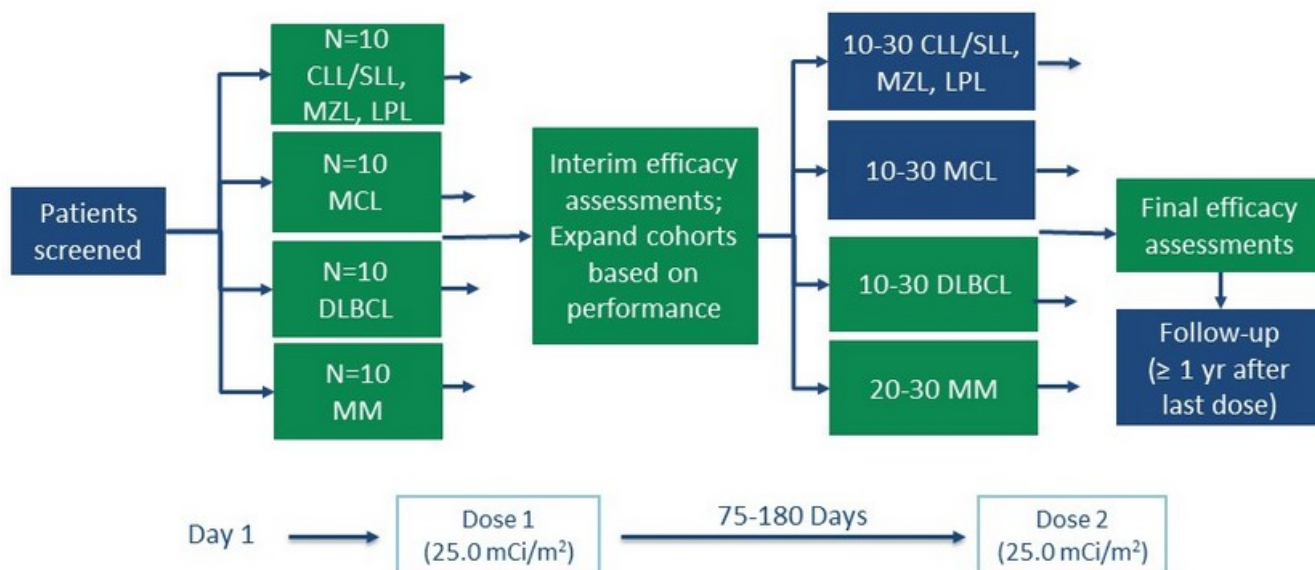 Patients
screened
N=10
CLL/SLL,
MZL, LPL
N=10
MCL
N=10
DLBCL
N=10
MM
Interim efficacy
assessments;
Expand cohorts
based on
performance
10-30 CLL/SLL,
MZL, LPL
10-30 MCL
10-30 DLBCL
20-30 MM
Final efficacy
assessments
Follow-up
(≥ 1 yr after
last dose)
Day 1
Dose 1
(25.0 mCi/m²)
75-180 Days
Dose 2
(25.0 mCi/m²)